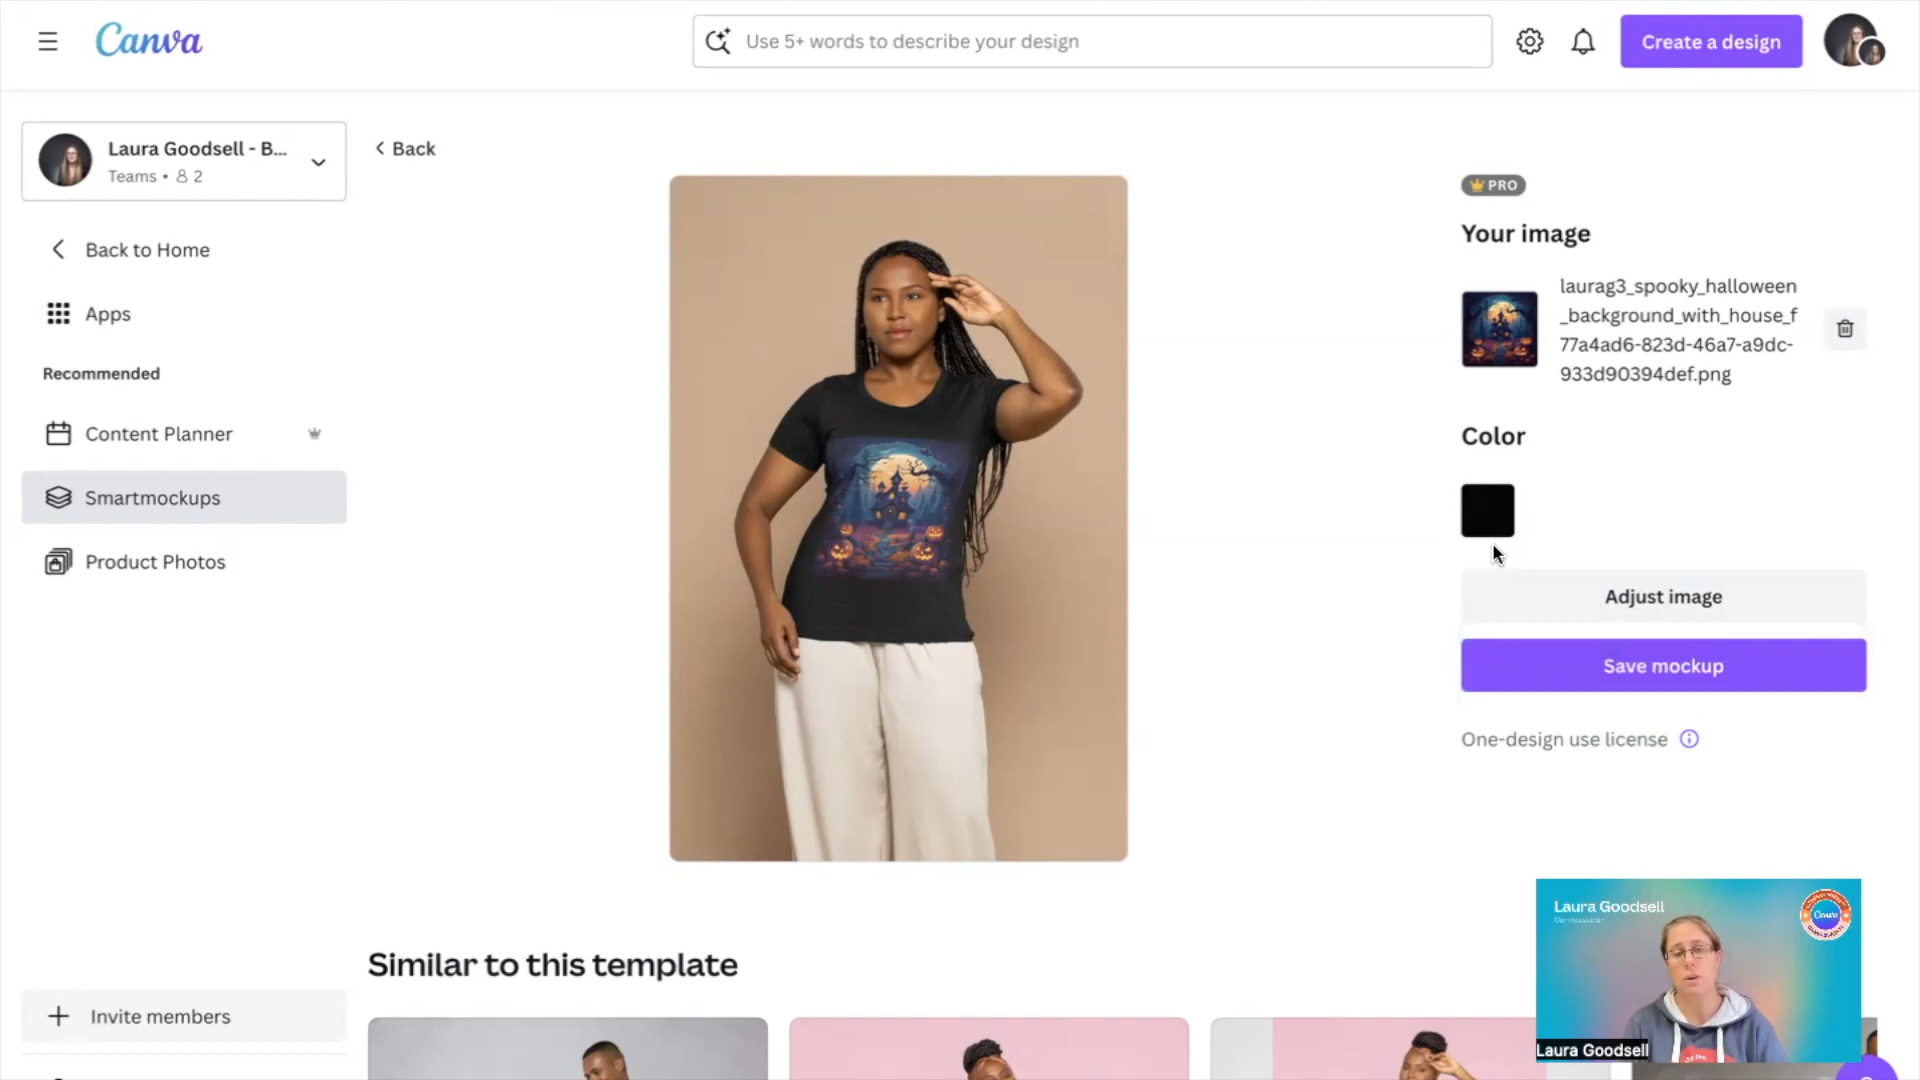 Canva
Use 5+ words to describe your design
Create a design
Laura Goodsell - B...
Teams • 2
Back
PRO
Back to Home
Your image
laurag3_spooky_halloween
_background_with_house_f
77a4ad6-823d-46a7-a9dc-
933d90394def.png
Apps
Recommended
Content Planner
Color
Smartmockups
Product Photos
Adjust image
Save mockup
One-design use license
Similar to this template
Invite members
Laura Goodsell
Canva
Laura Goodsell